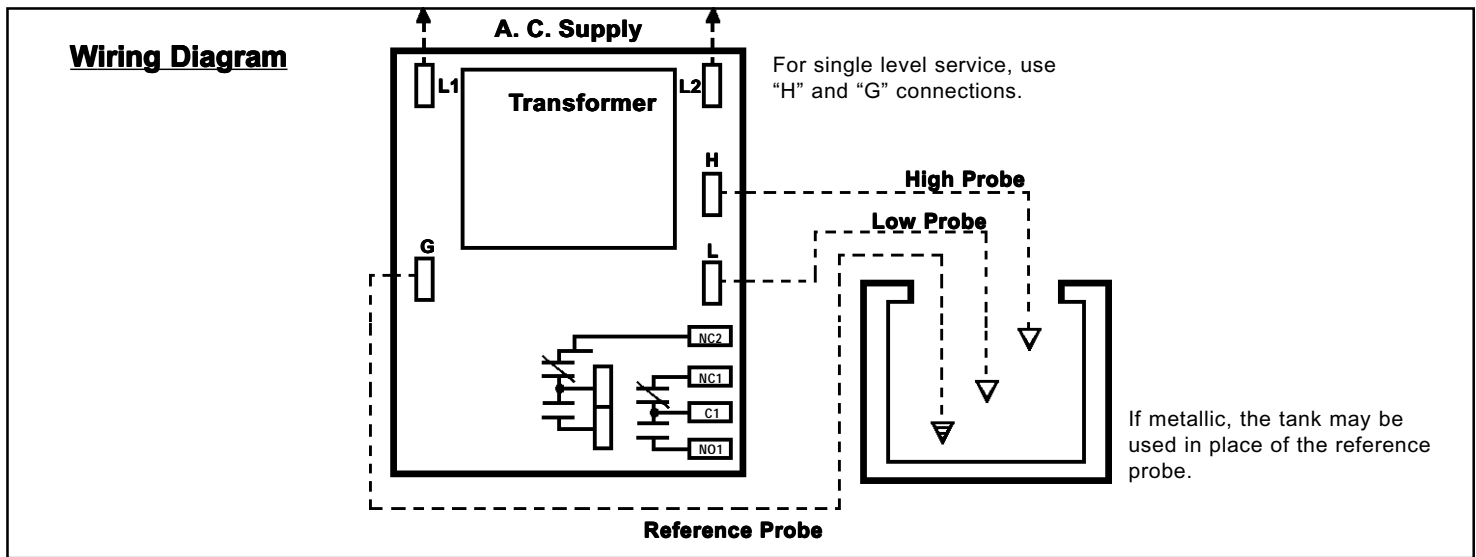 A. C. Supply
Wiring Diagram
L1
Transformer
L2
For single level service, use
“H” and “G” connections.
H
High Probe
Low Probe
G
L
NC2
NC1
C1
NO1
If metallic, the tank may be
used in place of the reference
probe.
Reference Probe